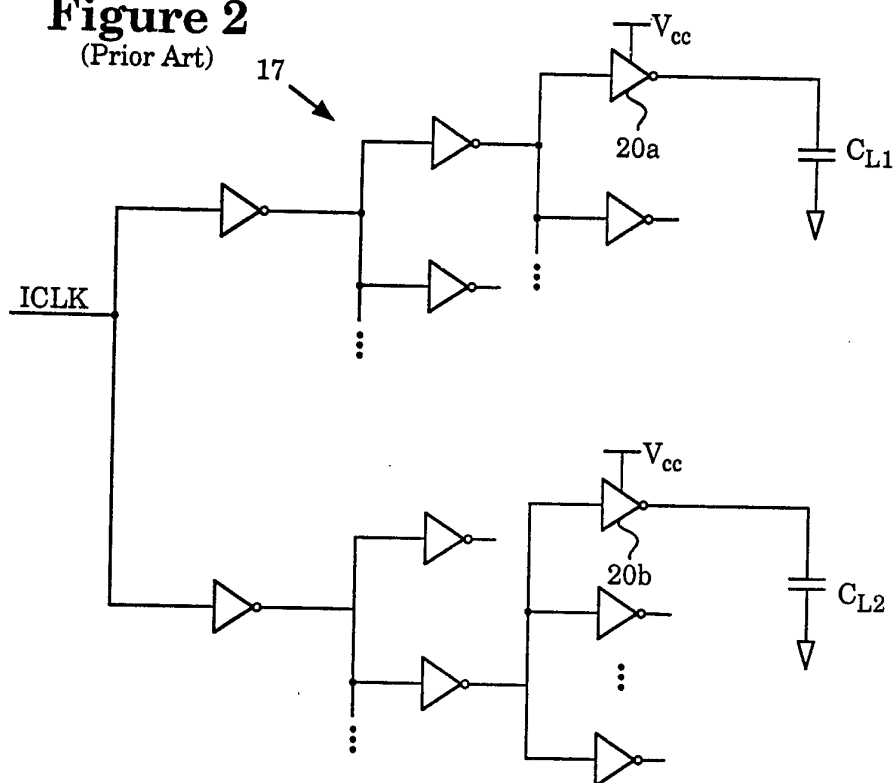 Figure 2
(Prior Art)
17
Vcc
20a
CL1
ICLK
Vcc
20b
CL2